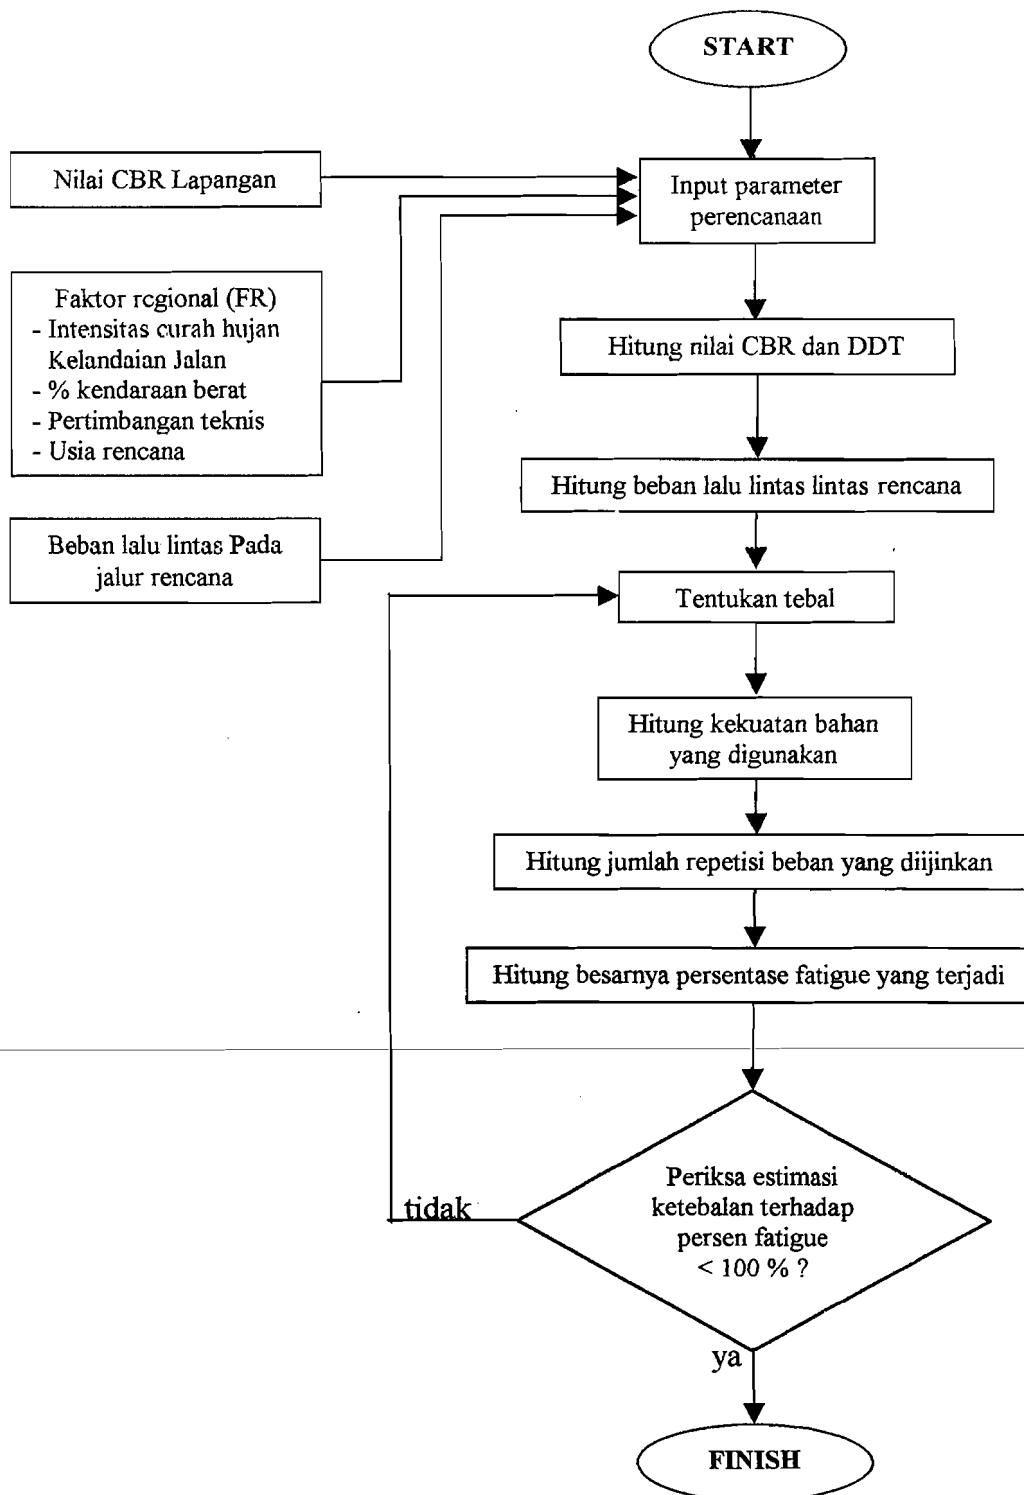 START
Nilai CBR Lapangan
Input parameter
perencanaan
Faktor regional (FR)
- Intensitas curah hujan
Kelandaian Jalan
- % kendaraan berat
- Pertimbangan teknis
- Usia rencana
Beban lalu lintas Pada
jalur rencana
Hitung nilai CBR dan DDT
Hitung beban lalu lintas lintas rencana
Tentukan tebal
Hitung kekuatan bahan
yang digunakan
Hitung jumlah repetisi beban yang diijinkan
Hitung besarnya persentase fatigue yang terjadi
Periksa estimasi
ketebalan terhadap
persen fatigue
< 100 % ?
tidak
ya
FINISH